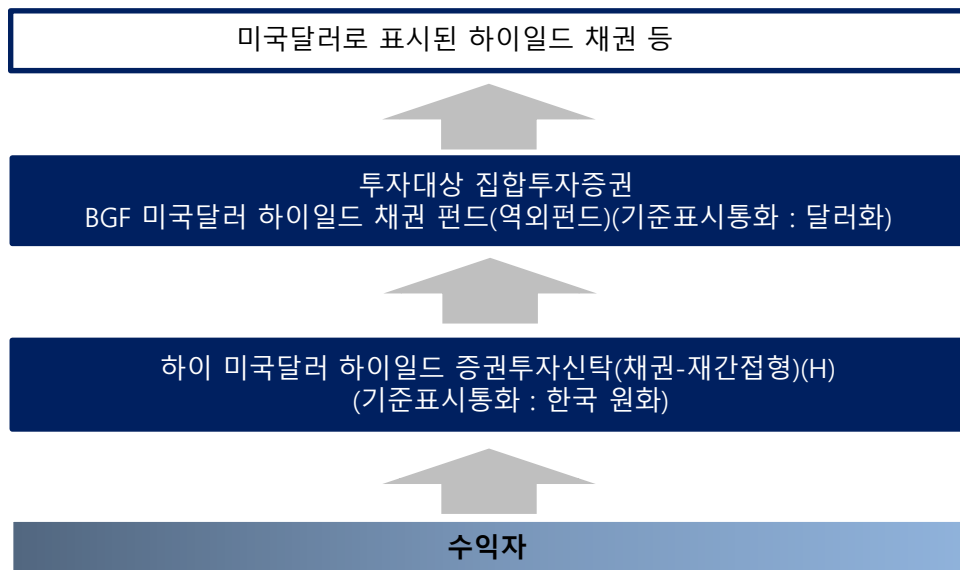 미국달러로 표시된 하이일드 채권 등
투자대상 집합투자증권
BGF 미국달러 하이일드 채권 펀드(역외펀드)(기준표시통화 : 달러화)
하이 미국달러 하이일드 증권투자신탁(채권-재간접형)(H)
(기준표시통화 : 한국 원화)
수익자